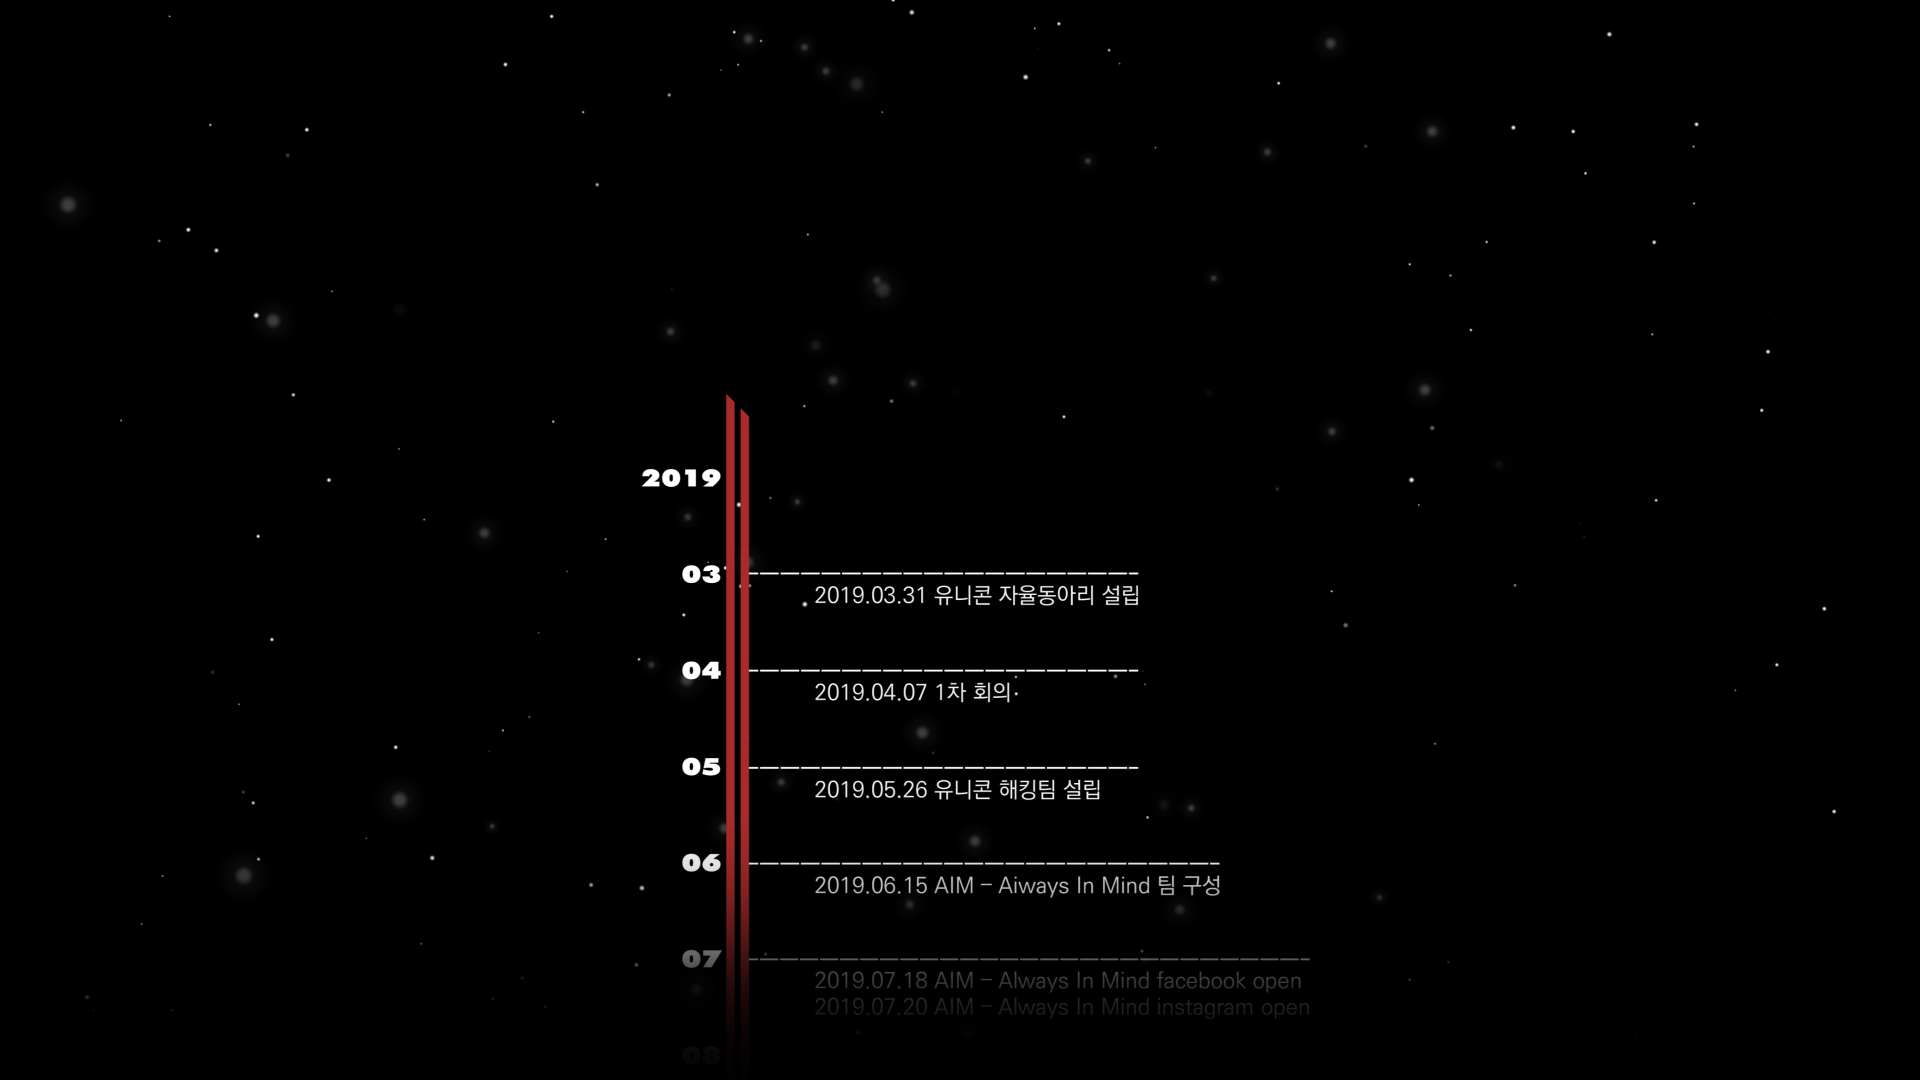 2019
03
2019.03.31 유니콘 자율동아리 설립
04
2019.04.07 1차 회의
05
2019.05.26 유니콘 해킹팀 설립
06
2019.06.15 AIM – Aiways In Mind 팀 구성
07
2019.07.18 AIM – Always In Mind facebook open
2019.07.20 AIM – Always In Mind instagram open
08